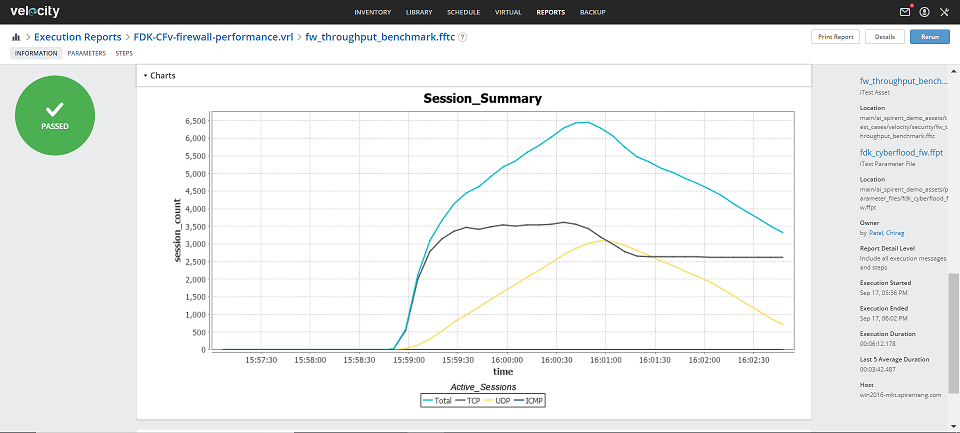 velocity
INVENTORY LIBRARY SCHEDULE VIRTUAL REPORTS BACKUP
> Execution Reports > FDK-CFv-firewall-performance.vrl > fw_throughput_benchmark.fftc ?
Print Report Details Rerun
INFORMATION PARAMETERS STEPS
PASSED
Charts
Session_Summary
session_count
6,500
6,000
5,500
5,000
4,500
4,000
3,500
3,000
2,500
2,000
1,500
1,000
500
0
15:57:30 15:58:00 15:58:30 15:59:00 15:59:30 16:00:00 16:00:30 16:01:00 16:01:30 16:02:00 16:02:30
time
Active_Sessions
Total TCP UDP ICMP
fw_throughput_bench...
iTest Asset
Location
main/ai_spirent_demo_assets/t
est_cases/velocity/security/fw_t
hroughput_benchmark.fftc
fdk_cyberflood_fw.ffpt
iTest Parameter File
Location
main/ai_spirent_demo_assets/p
arameter_files/fdk_cyberflood_f
w.ffpt
Owner
by Patel, Chirag
Report Detail Level
Include all execution messages
and steps
Execution Started
Sep 17, 05:56 PM
Execution Ended
Sep 17, 06:02 PM
Execution Duration
00:06:12.178
Last 5 Average Duration
00:03:42.487
Host
win2016-mkt.spirenteng.com